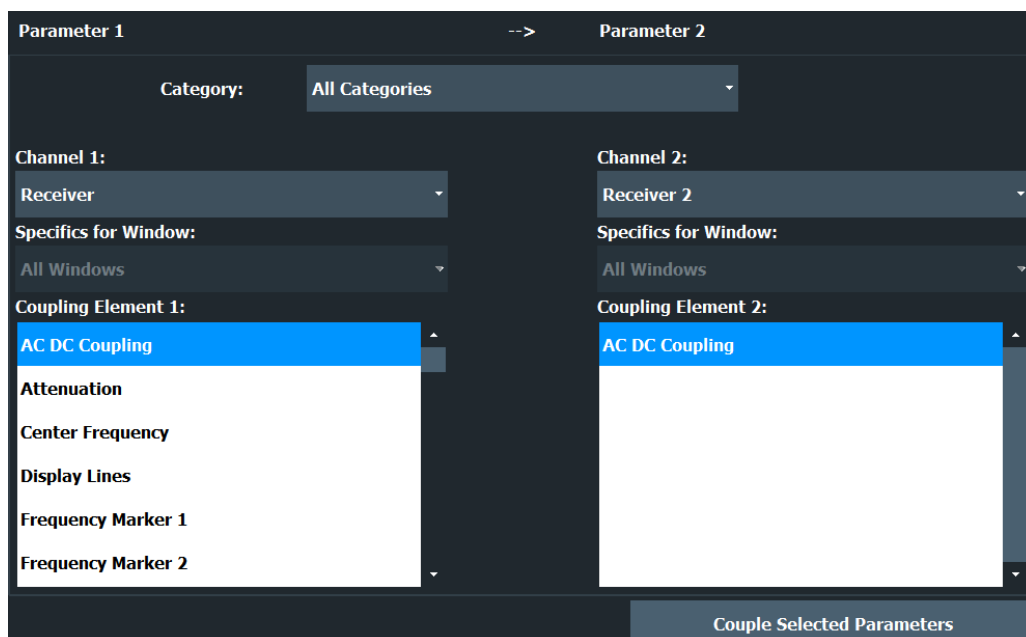 Parameter 1 --> Parameter 2
Category: All Categories
Channel 1: Channel 2:
Receiver Receiver 2
Specifics for Window: Specifics for Window:
All Windows All Windows
Coupling Element 1: Coupling Element 2:
AC DC Coupling AC DC Coupling
Attenuation
Center Frequency
Display Lines
Frequency Marker 1
Frequency Marker 2
Couple Selected Parameters